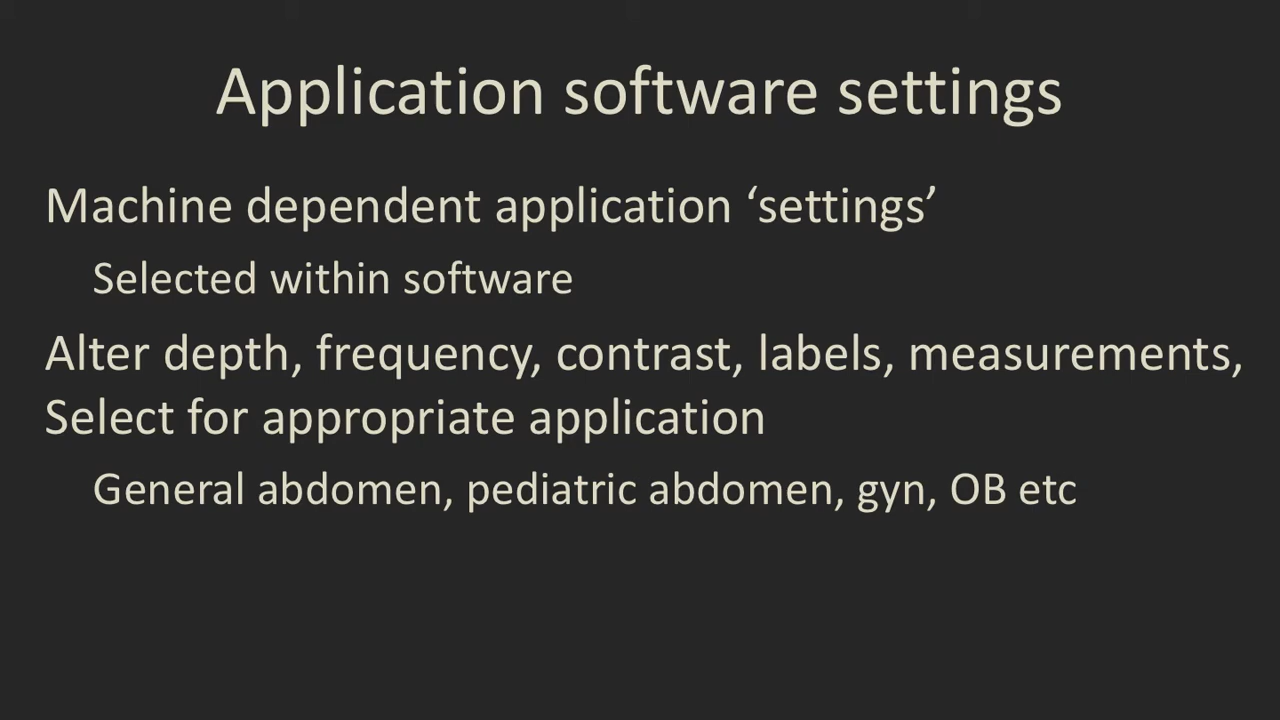 Application software settings
Machine dependent application ‘settings’
Selected within software
Alter depth, frequency, contrast, labels, measurements,
Select for appropriate application
General abdomen, pediatric abdomen, gyn, OB etc